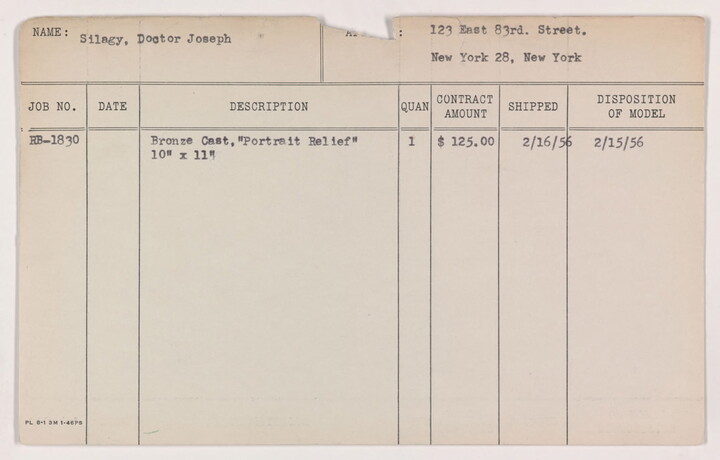 NAME: Silagy, Doctor Joseph
: 123 East 83rd. Street.
New York 28, New York
JOB NO. DATE DESCRIPTION QUAN CONTRACT AMOUNT SHIPPED DISPOSITION OF MODEL
RB-1830 Bronze Cast, "Portrait Relief" 1 $ 125.00 2/16/56 2/15/56
10" x 11"